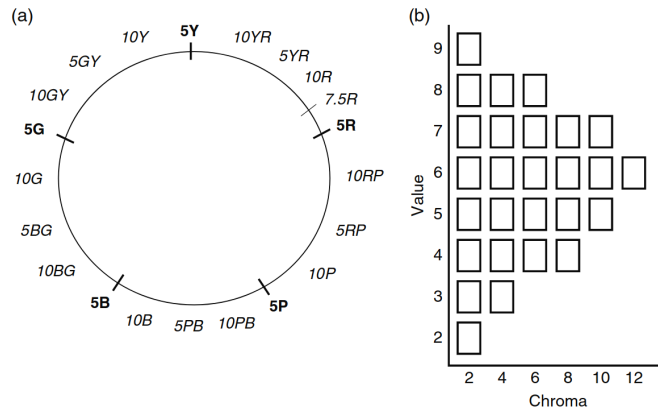 (a)
5Y
10Y
10YR
5GY
5YR
10R
10GY
7.5R
5G
5R
10G
10RP
5BG
5RP
10BG
10P
5B
5P
10B
5PB
10PB
(b)
9
8
7
6
5
4
3
2
Value
2 4 6 8 10 12
Chroma